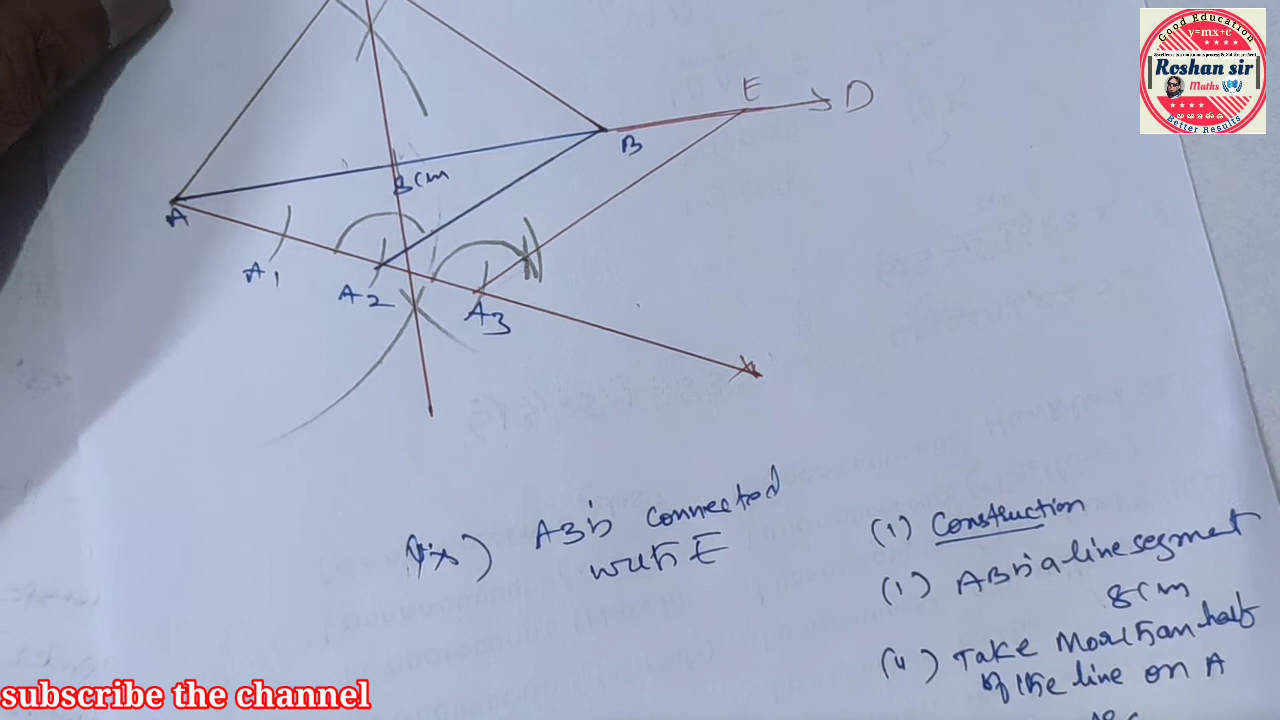 Good Education
y=mx+c
Roshan sir
Maths
Better Results
E
D
B
8cm
A
A1
A2
A3
A3 is connected
with E
(1) Construction
(1) AB is a line segment
8cm
(ii) Take More than half
of the line on A
subscribe the channel